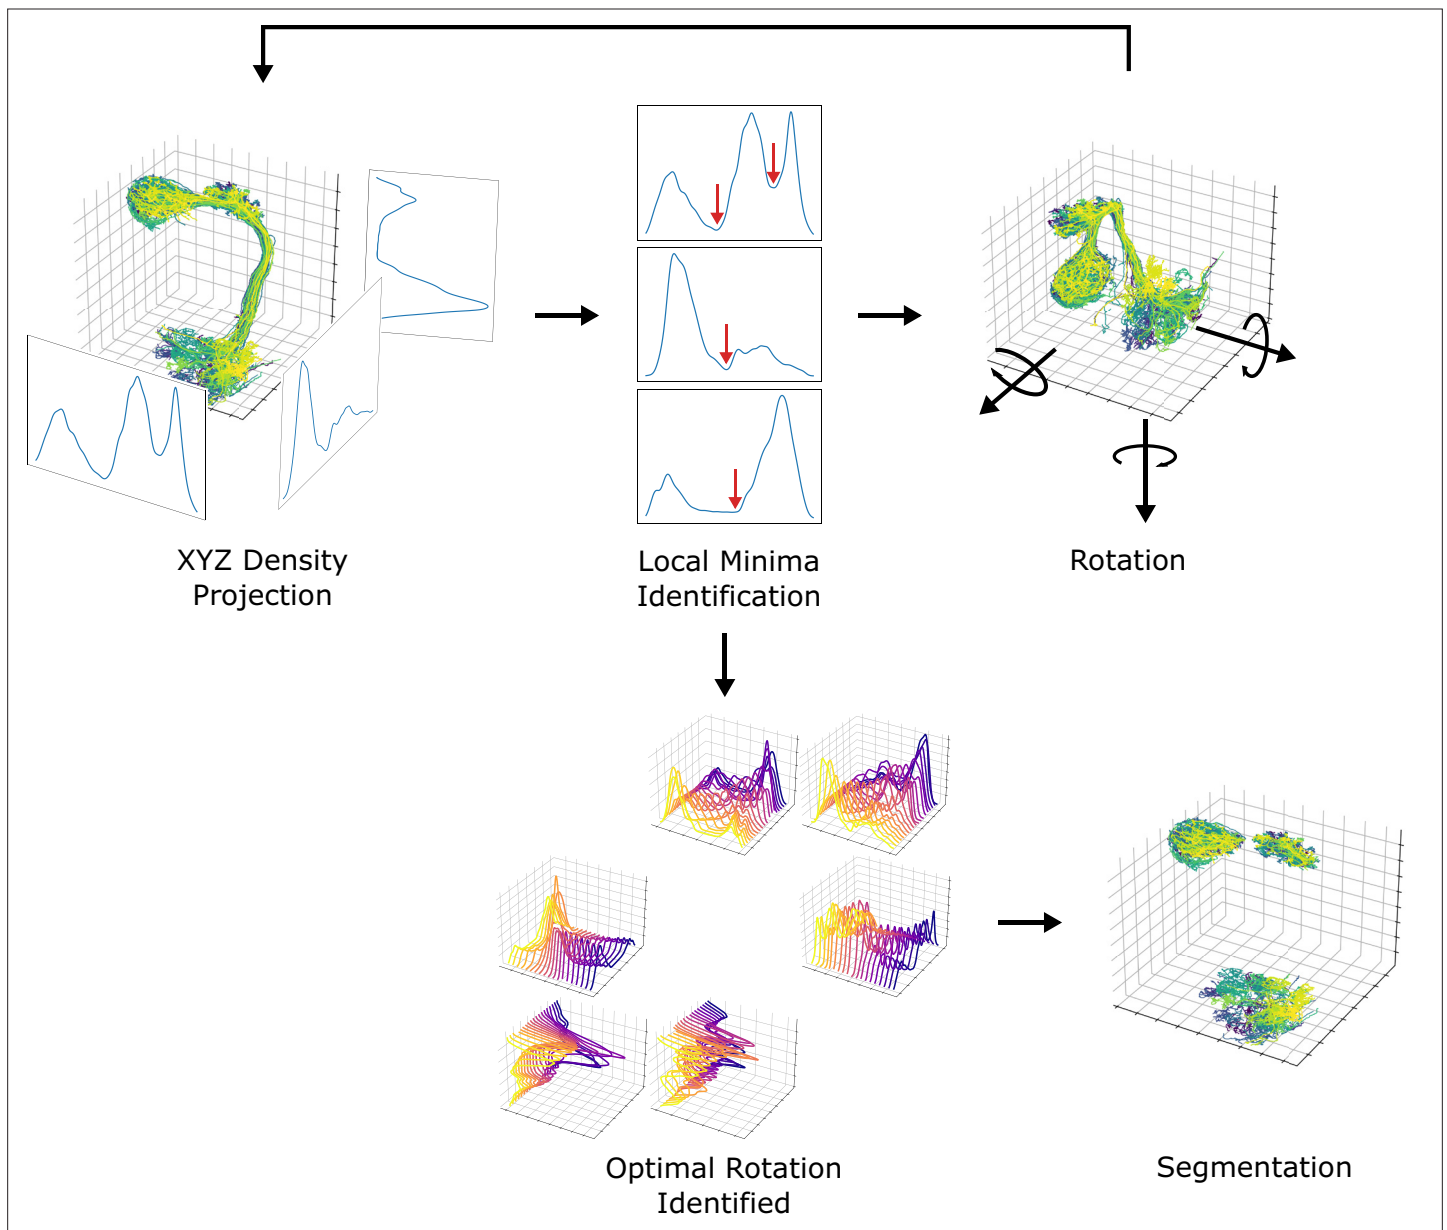 XYZ Density
Projection
Local Minima
Identification
Rotation
Optimal Rotation
Identified
Segmentation